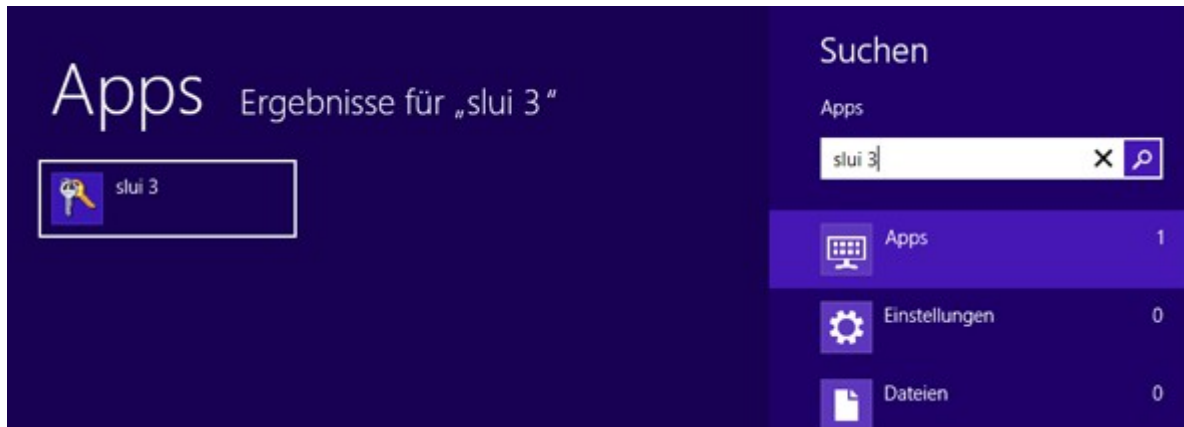 Apps Ergebnisse für „slui 3“
slui 3
Suchen
Apps
slui 3
Apps 1
Einstellungen 0
Dateien 0